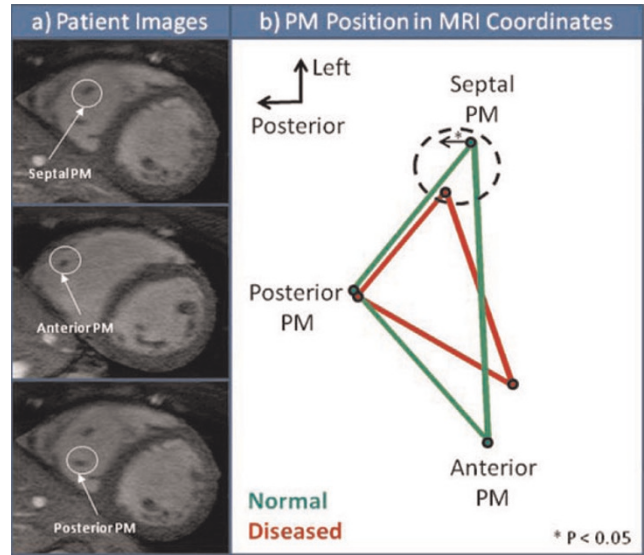 a) Patient Images
b) PM Position in MRI Coordinates
Septal PM
Anterior PM
Posterior PM
Left
Posterior
Septal
PM
*
Posterior
PM
Anterior
PM
Normal
Diseased
* P < 0.05